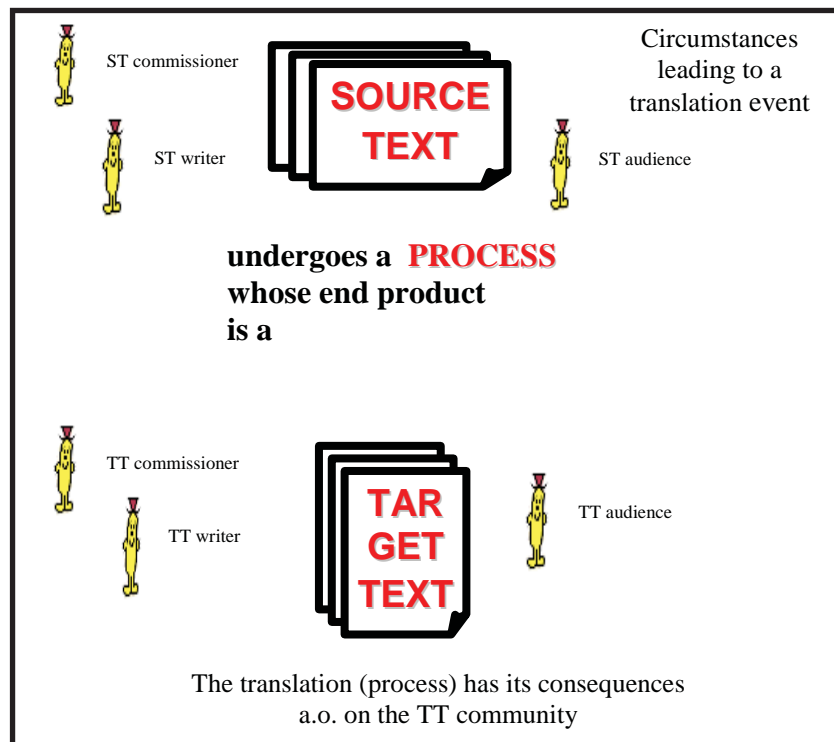 Circumstances
leading to a
translation event
ST commissioner
SOURCE
TEXT
ST writer
ST audience
undergoes a PROCESS
whose end product
is a
TT commissioner
TT writer
TAR
GET
TEXT
TT audience
The translation (process) has its consequences
a.o. on the TT community